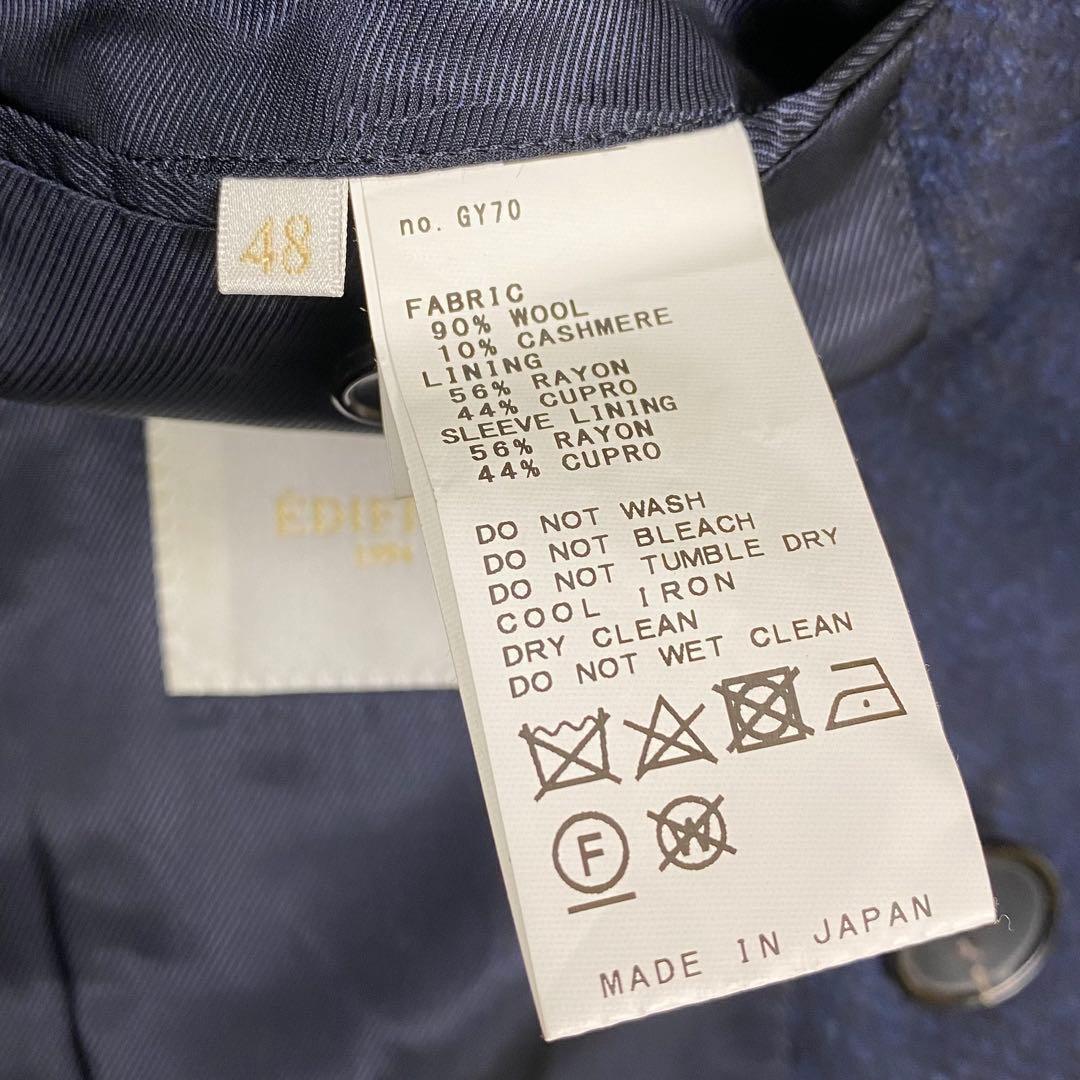 48
no. GY70
FABRIC
90% WOOL
10% CASHMERE
LINING
56% RAYON
44% CUPRO
SLEEVE LINING
56% RAYON
44% CUPRO
DO NOT WASH
DO NOT BLEACH
DO NOT TUMBLE DRY
COOL IRON
DRY CLEAN
DO NOT WET CLEAN
F
W
MADE IN JAPAN